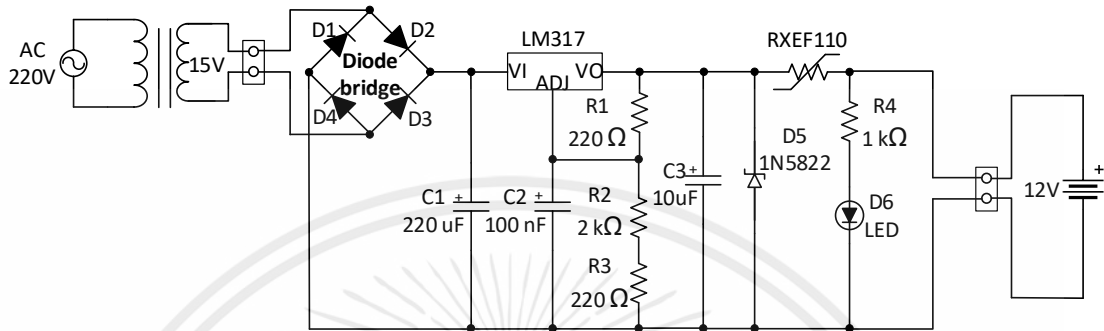 AC
220V
15V
D1
D2
Diode
bridge
D4
D3
LM317
VI
VO
ADJ
R1
220 Ω
C1
+
220 uF
C2
+
100 nF
R2
2 kΩ
R3
220 Ω
C3
+
10uF
D5
1N5822
RXEF110
R4
1 kΩ
D6
LED
12V
+